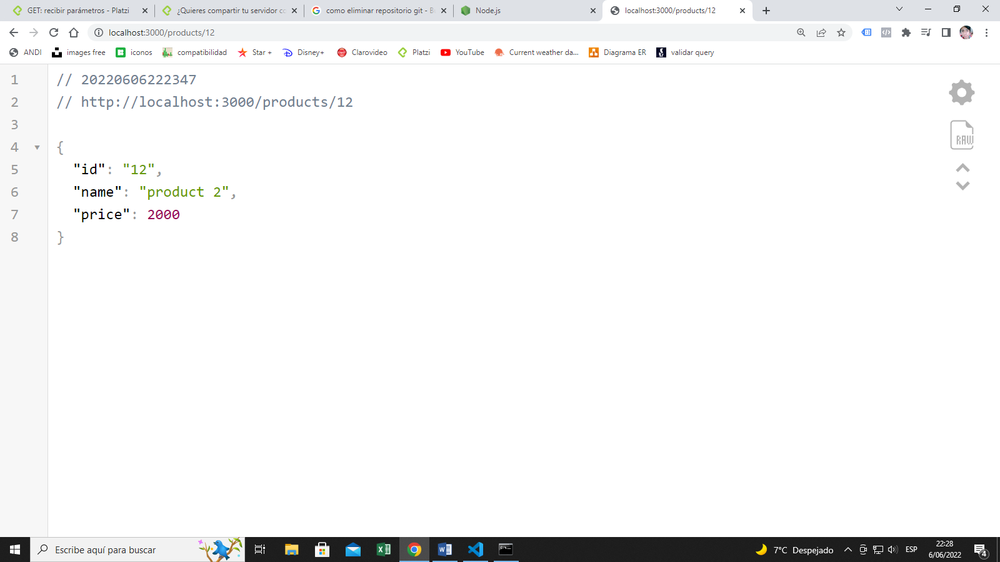 GET: recibir parámetros - Platzi
¿Quieres compartir tu servidor co
como eliminar repositorio git - Bu
Node.js
localhost:3000/products/12
localhost:3000/products/12
ANDI
images free
iconos
compatibilidad
Star +
Disney+
Clarovideo
Platzi
YouTube
Current weather da...
Diagrama ER
validar query
1 // 20220606222347
2 // http://localhost:3000/products/12
3
4 {
5 "id": "12",
6 "name": "product 2",
7 "price": 2000
8 }
RAW
Escribe aquí para buscar
7°C Despejado
ESP
22:28
6/06/2022
4